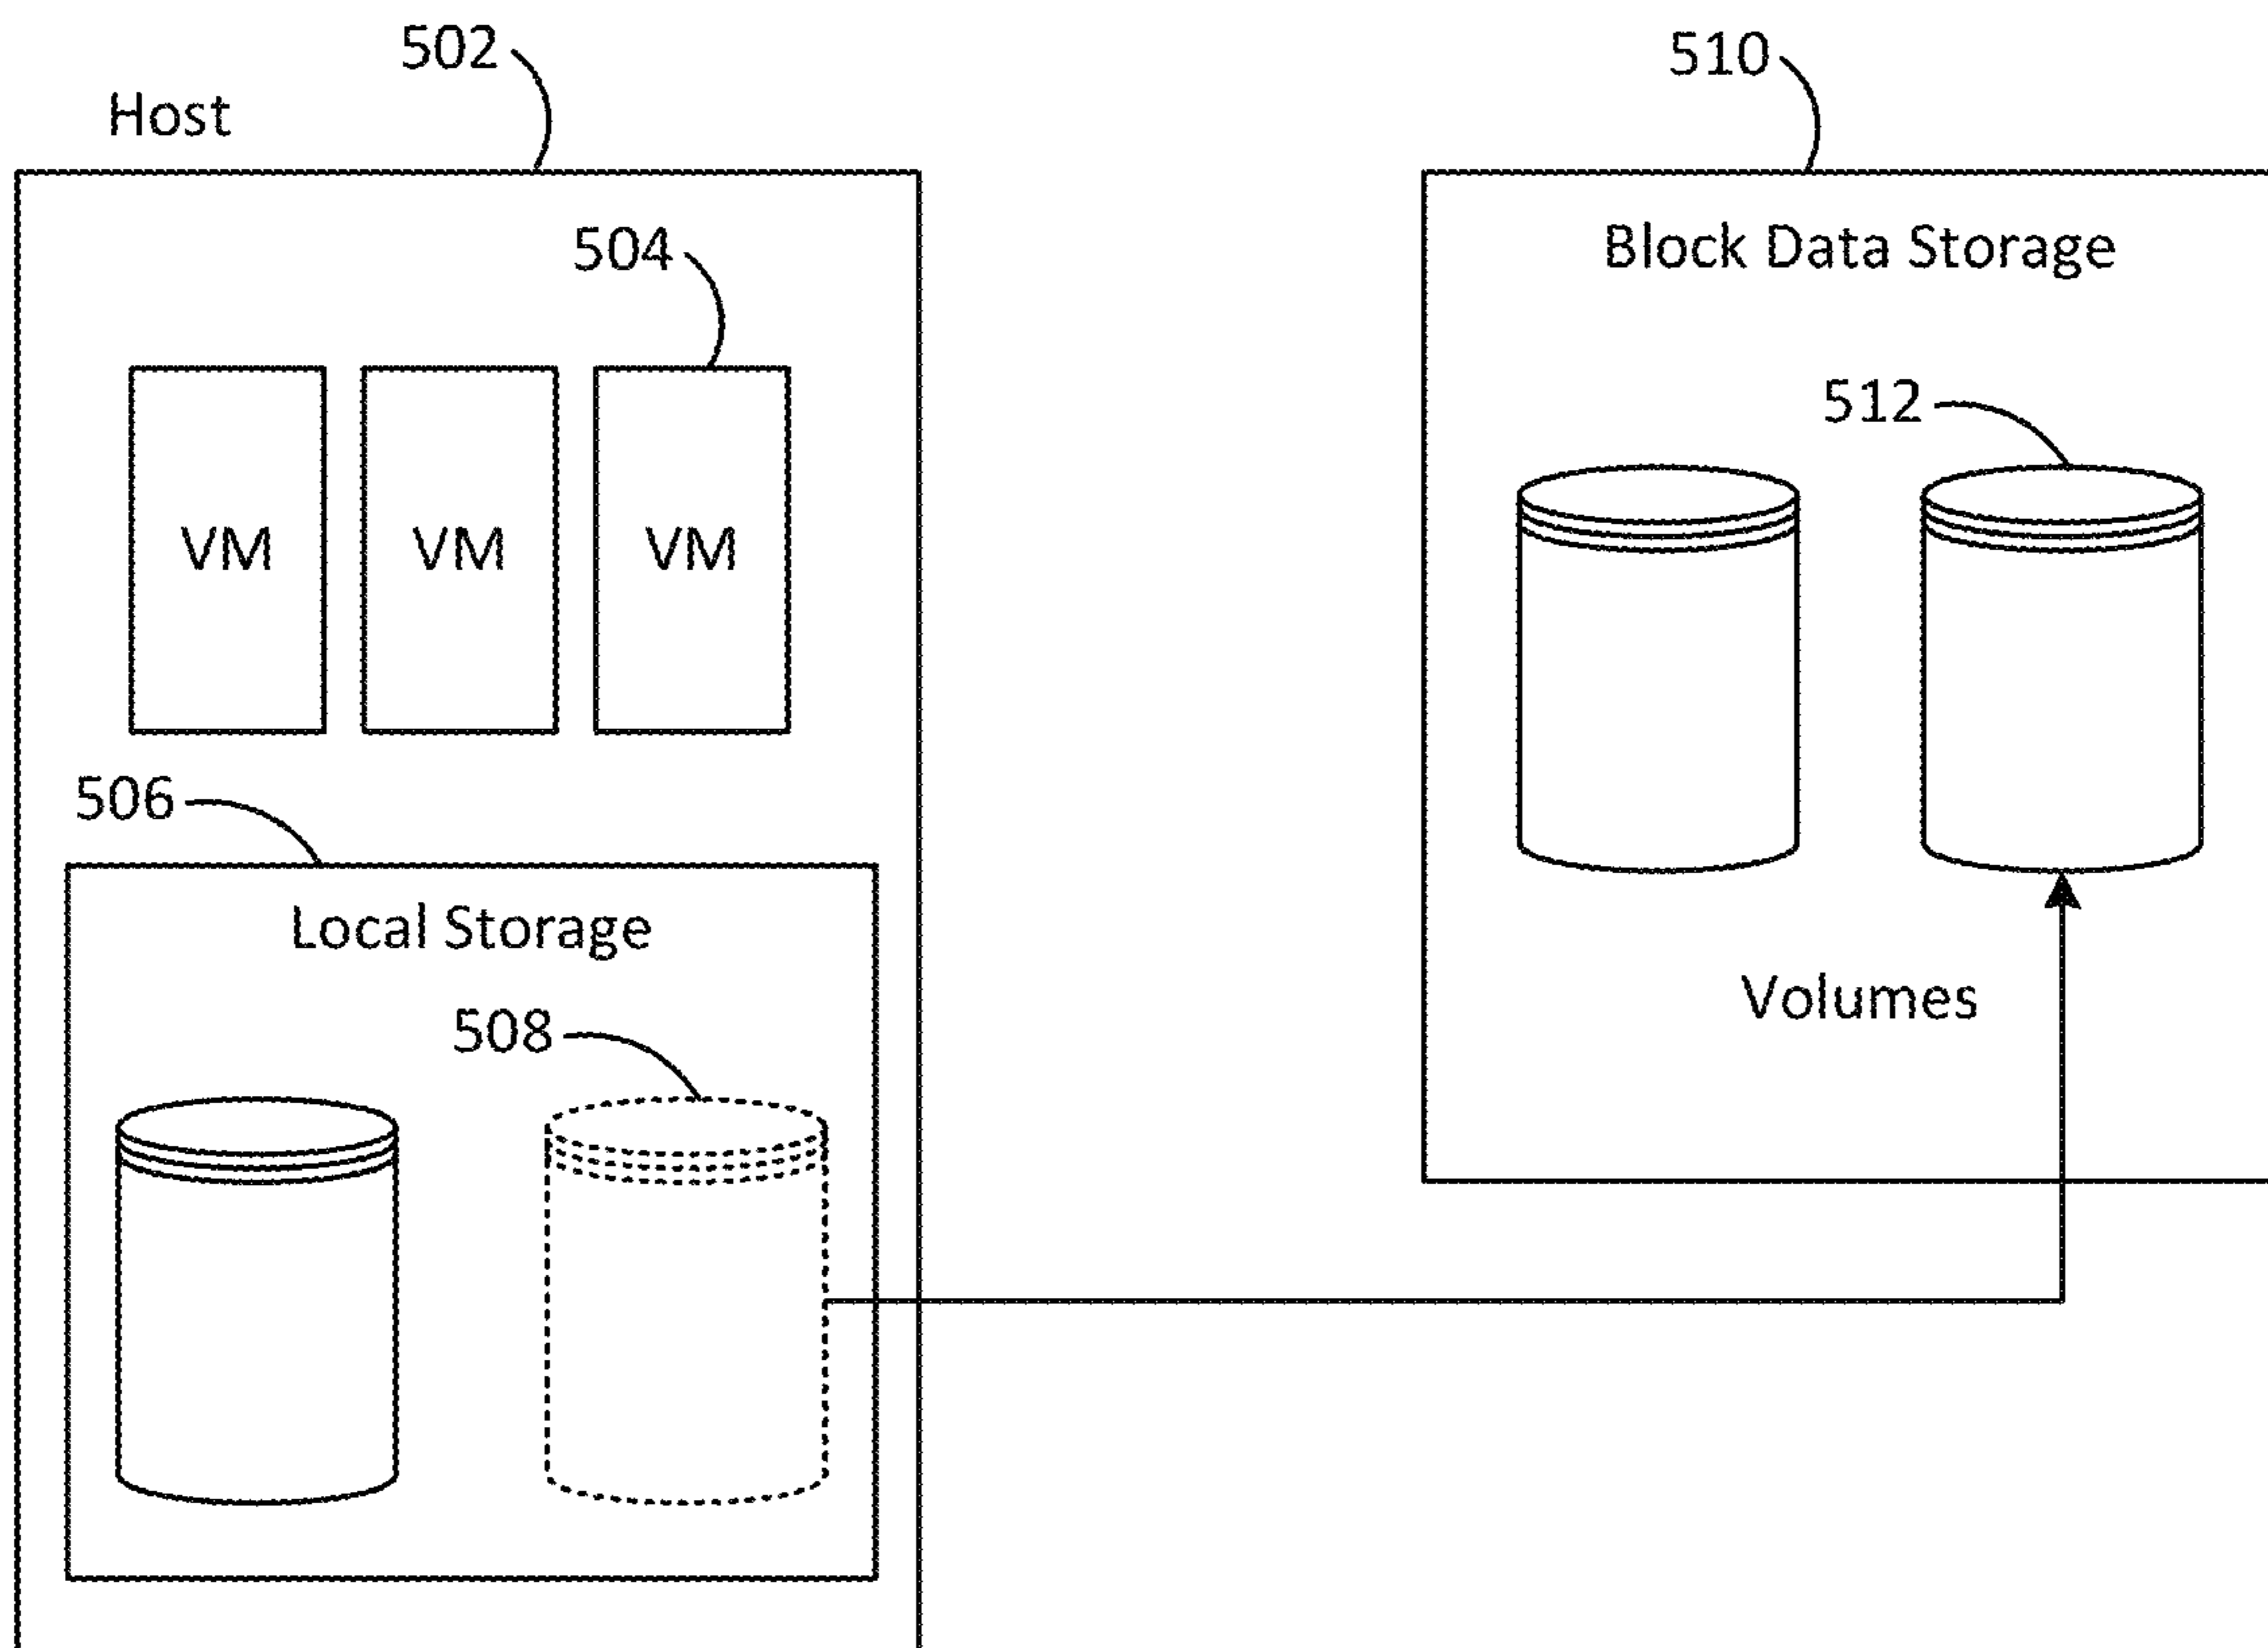 502
Host
504
VM
VM
VM
506
Local Storage
508
510
Block Data Storage
512
Volumes